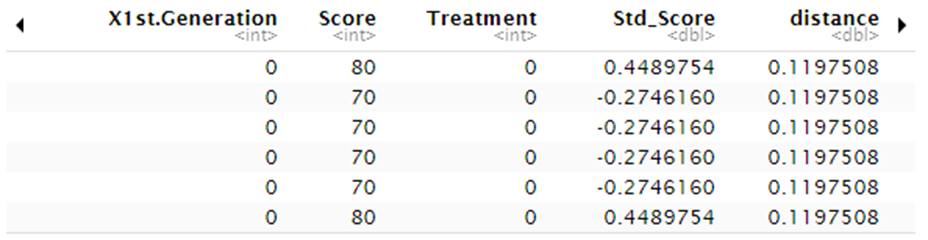 X1st.Generation Score Treatment Std_Score distance
<int> <int> <int> <dbl> <dbl>
0 80 0 0.4489754 0.1197508
0 70 0 -0.2746160 0.1197508
0 70 0 -0.2746160 0.1197508
0 70 0 -0.2746160 0.1197508
0 70 0 -0.2746160 0.1197508
0 80 0 0.4489754 0.1197508